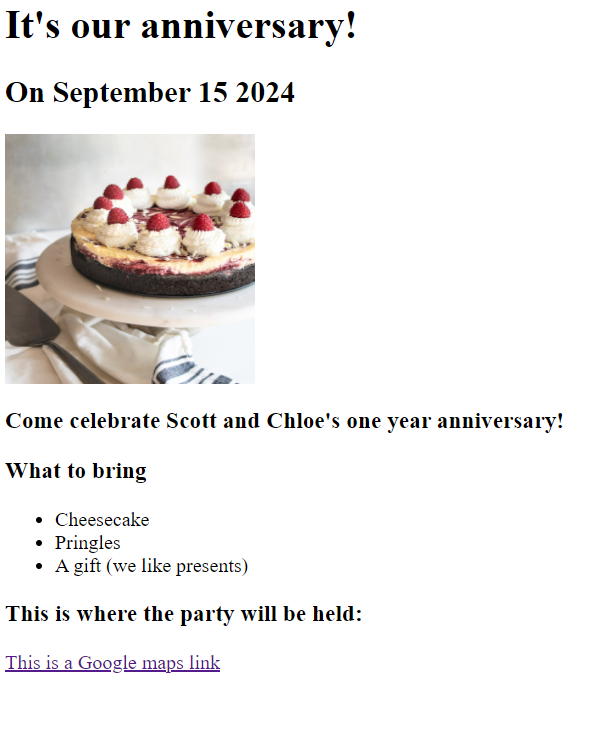 It's our anniversary!
On September 15 2024
Come celebrate Scott and Chloe's one year anniversary!
What to bring
Cheesecake
Pringles
A gift (we like presents)
This is where the party will be held:
This is a Google maps link